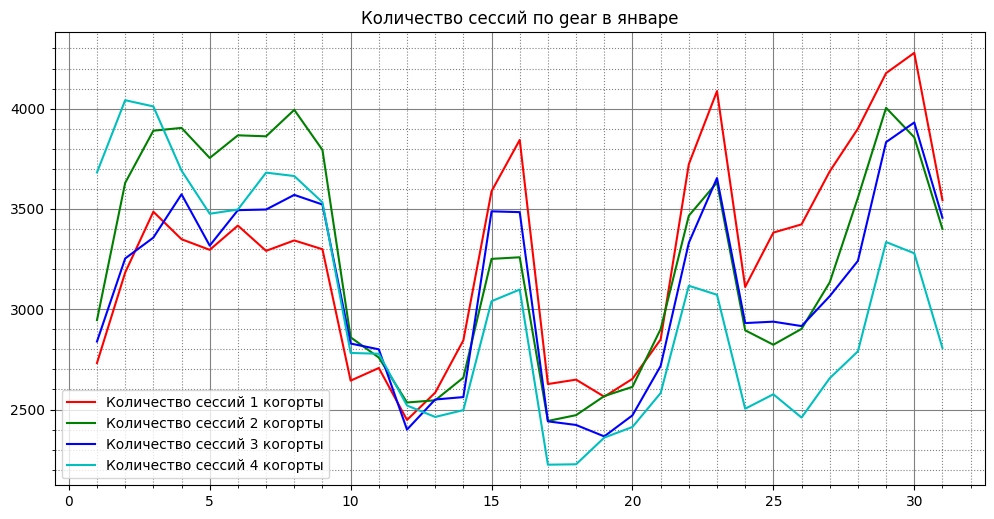 Количество сессий по gear в январе
4000
3500
3000
2500
Количество сессий 1 когорты
Количество сессий 2 когорты
Количество сессий 3 когорты
Количество сессий 4 когорты
0 5 10 15 20 25 30